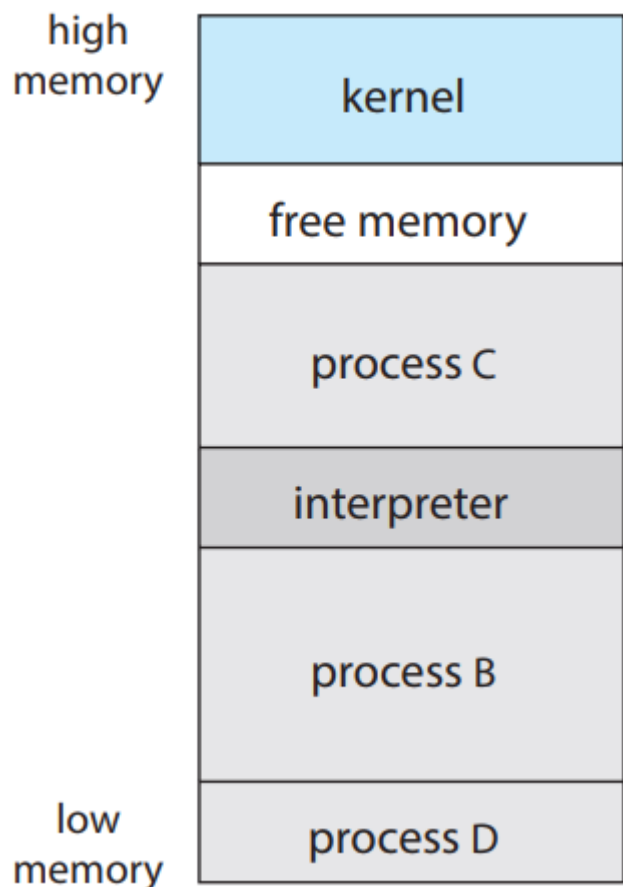 high
memory
kernel
free memory
process C
interpreter
process B
low
memory
process D